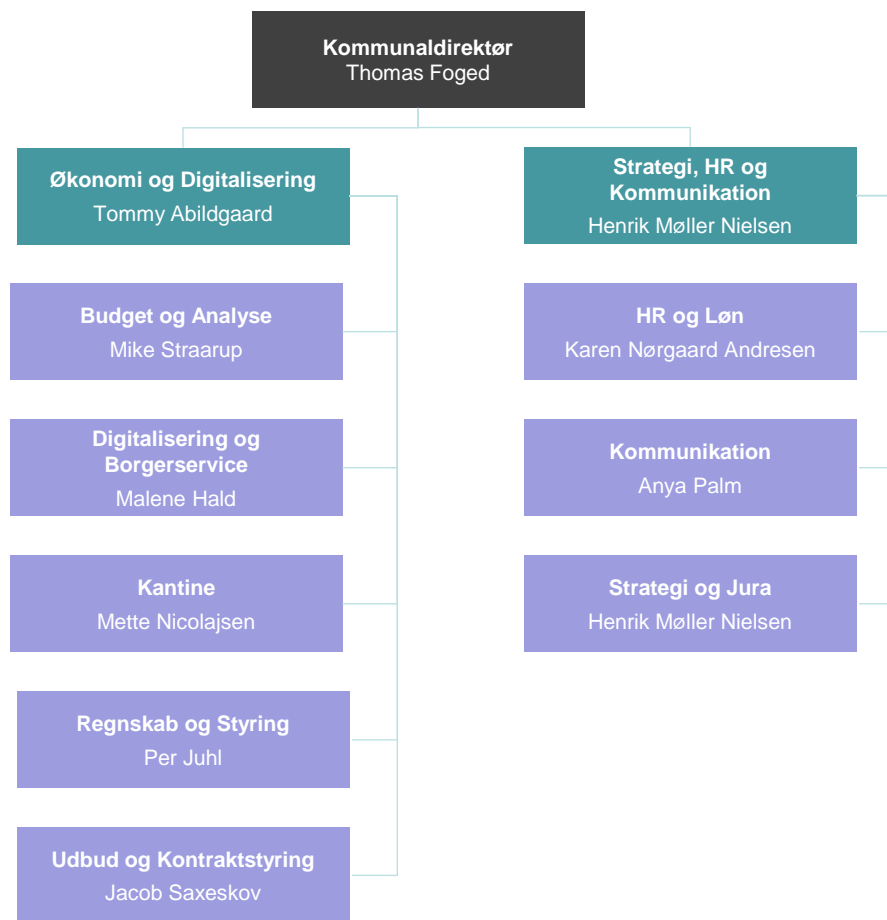 Kommunaldirektør
Thomas Foged
Økonomi og Digitalisering
Tommy Abildgaard
Budget og Analyse
Mike Straarup
Digitalisering og
Borgerservice
Malene Hald
Kantine
Mette Nicolajsen
Regnskab og Styring
Per Juhl
Udbud og Kontraktstyring
Jacob Saxeskov
Strategi, HR og
Kommunikation
Henrik Møller Nielsen
HR og Løn
Karen Nørgaard Andresen
Kommunikation
Anya Palm
Strategi og Jura
Henrik Møller Nielsen